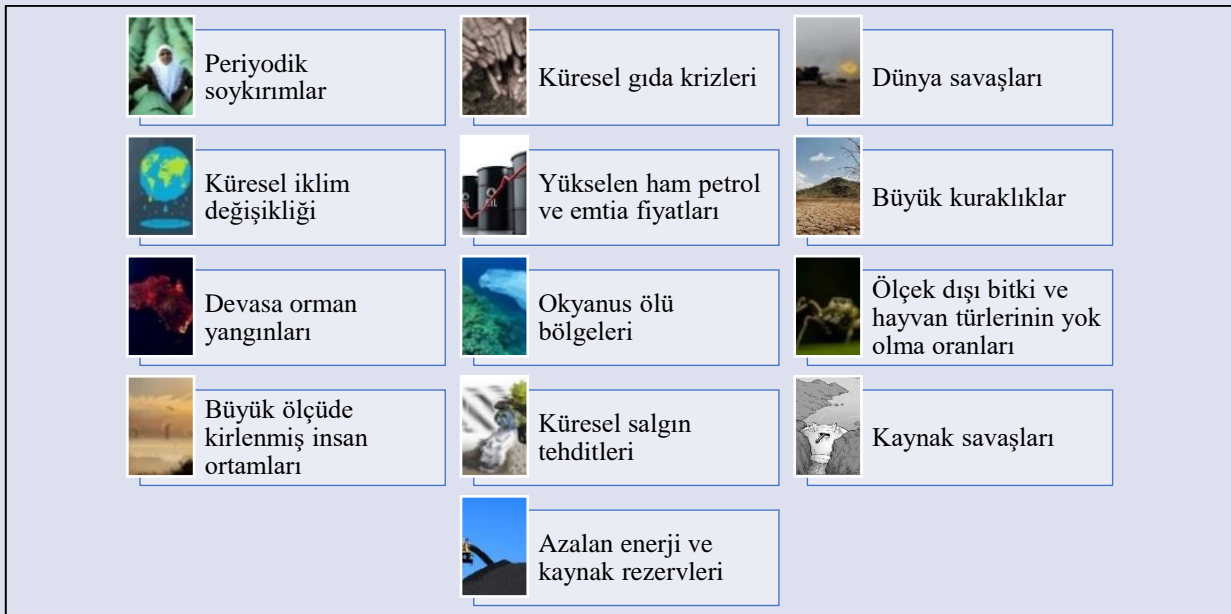 Periyodik
soykırımlar
Küresel gıda krizleri
Dünya savaşları
Küresel iklim
değişikliği
Yükselen ham petrol
ve emtia fiyatları
Büyük kuraklıklar
Devasa orman
yangınları
Okyanus ölü
bölgeleri
Ölçek dışı bitki ve
hayvan türlerinin yok
olma oranları
Büyük ölçüde
kirlenmiş insan
ortamları
Küresel salgın
tehditleri
Kaynak savaşları
Azalan enerji ve
kaynak rezervleri